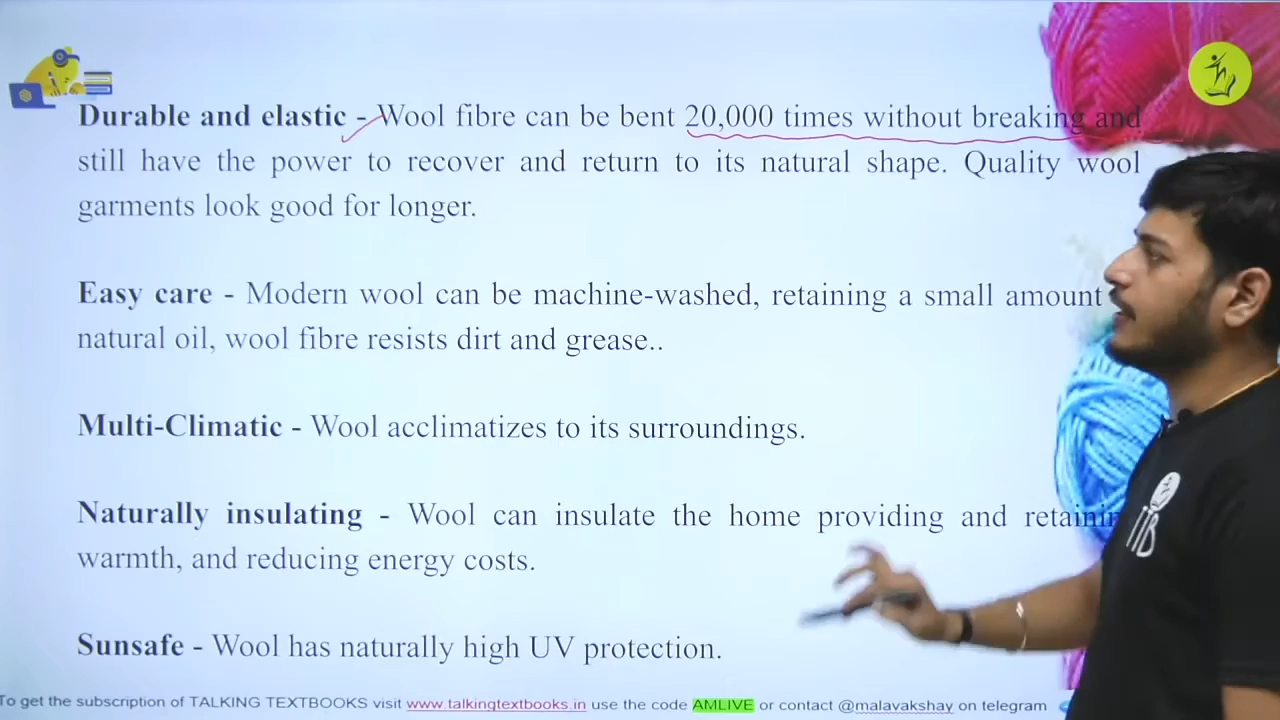 Durable and elastic - Wool fibre can be bent 20,000 times without breaking and
still have the power to recover and return to its natural shape. Quality wool
garments look good for longer.
Easy care - Modern wool can be machine-washed, retaining a small amount
natural oil, wool fibre resists dirt and grease..
Multi-Climatic - Wool acclimatizes to its surroundings.
Naturally insulating - Wool can insulate the home providing and retainin
warmth, and reducing energy costs.
TTB
Sunsafe - Wool has naturally high UV protection.
To get the subscription of TALKING TEXTBOOKS visit www.talkingtextbooks.in use the code AMLIVE or contact @malavakshay on telegram